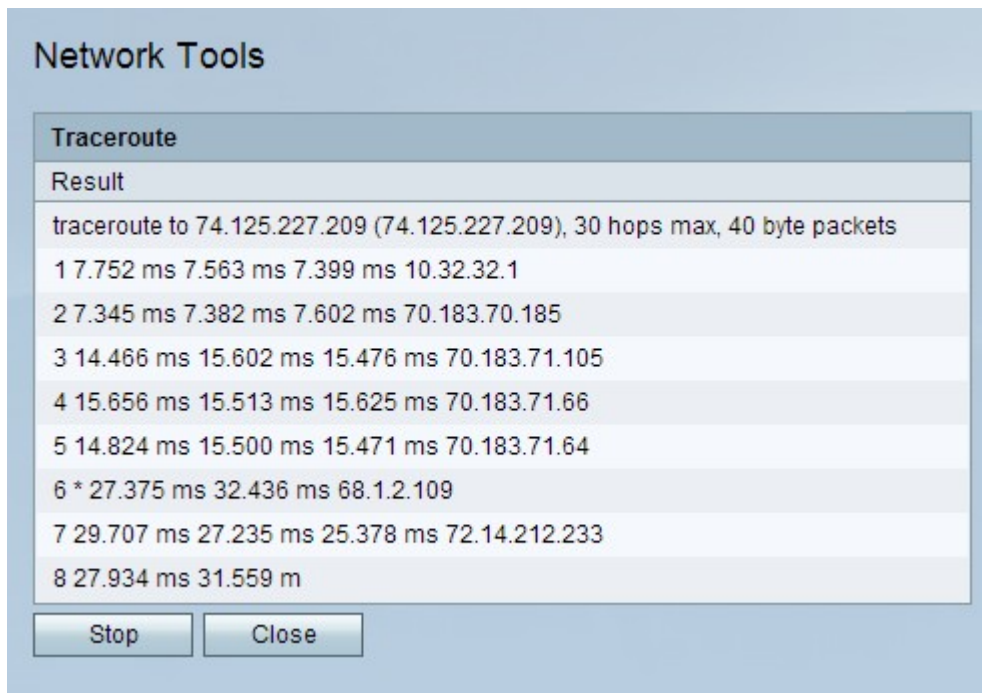 Network Tools
Traceroute
Result
traceroute to 74.125.227.209 (74.125.227.209), 30 hops max, 40 byte packets
1 7.752 ms 7.563 ms 7.399 ms 10.32.32.1
2 7.345 ms 7.382 ms 7.602 ms 70.183.70.185
3 14.466 ms 15.602 ms 15.476 ms 70.183.71.105
4 15.656 ms 15.513 ms 15.625 ms 70.183.71.66
5 14.824 ms 15.500 ms 15.471 ms 70.183.71.64
6 * 27.375 ms 32.436 ms 68.1.2.109
7 29.707 ms 27.235 ms 25.378 ms 72.14.212.233
8 27.934 ms 31.559 m
Stop Close